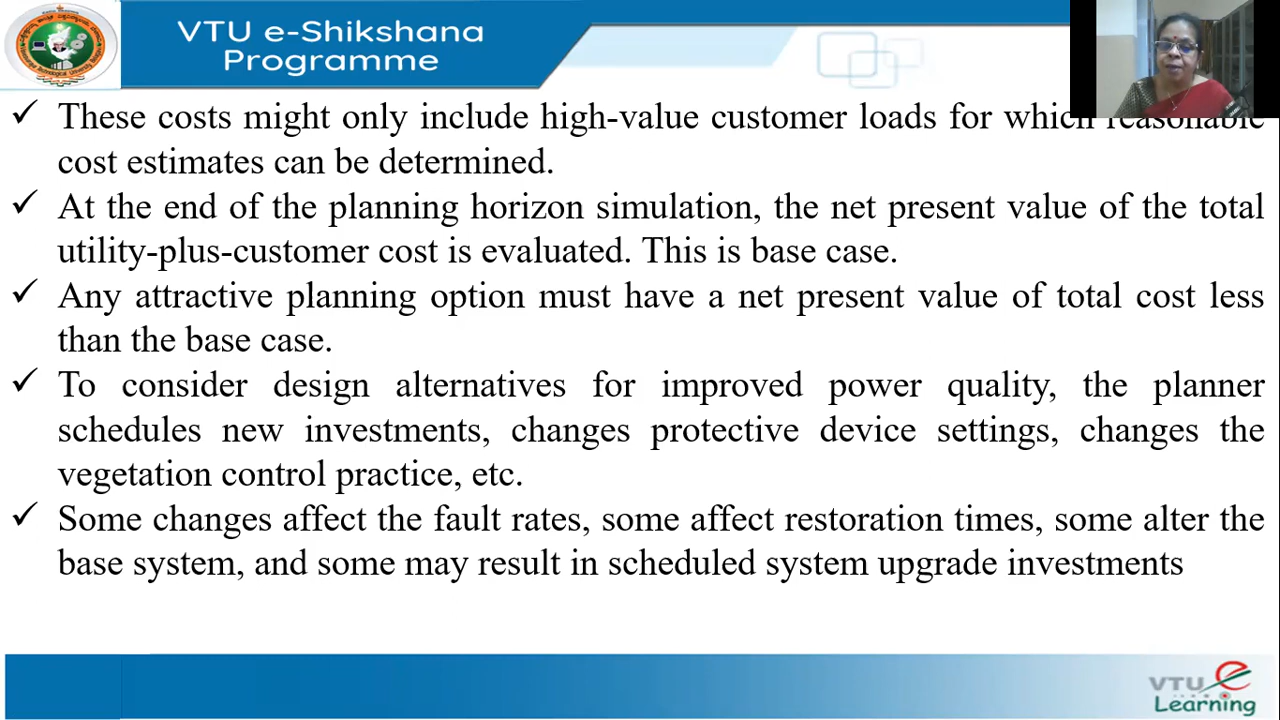 VTU e-Shikshana
Programme
✓ These costs might only include high-value customer loads for which reasonable
cost estimates can be determined.
✓ At the end of the planning horizon simulation, the net present value of the total
utility-plus-customer cost is evaluated. This is base case.
✓ Any attractive planning option must have a net present value of total cost less
than the base case.
✓ To consider design alternatives for improved power quality, the planner
schedules new investments, changes protective device settings, changes the
vegetation control practice, etc.
✓ Some changes affect the fault rates, some affect restoration times, some alter the
base system, and some may result in scheduled system upgrade investments
VTU e
Learning